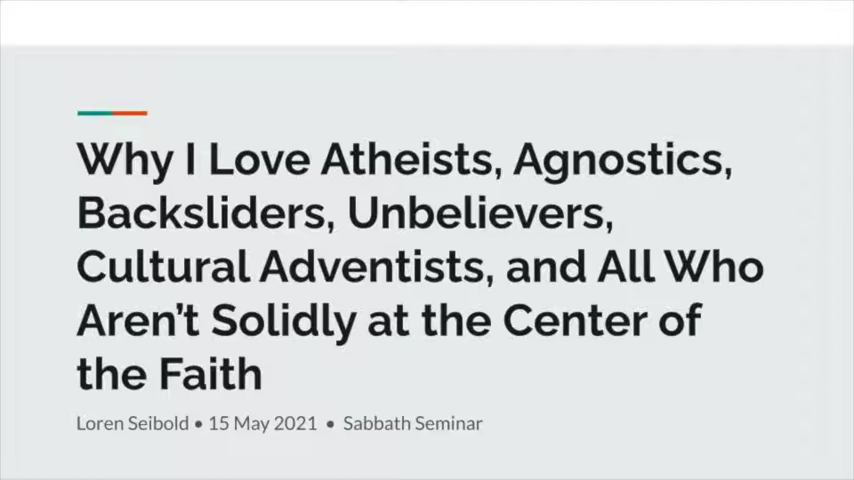 Why I Love Atheists, Agnostics,
Backsliders, Unbelievers,
Cultural Adventists, and All Who
Aren’t Solidly at the Center of
the Faith
Loren Seibold • 15 May 2021 • Sabbath Seminar